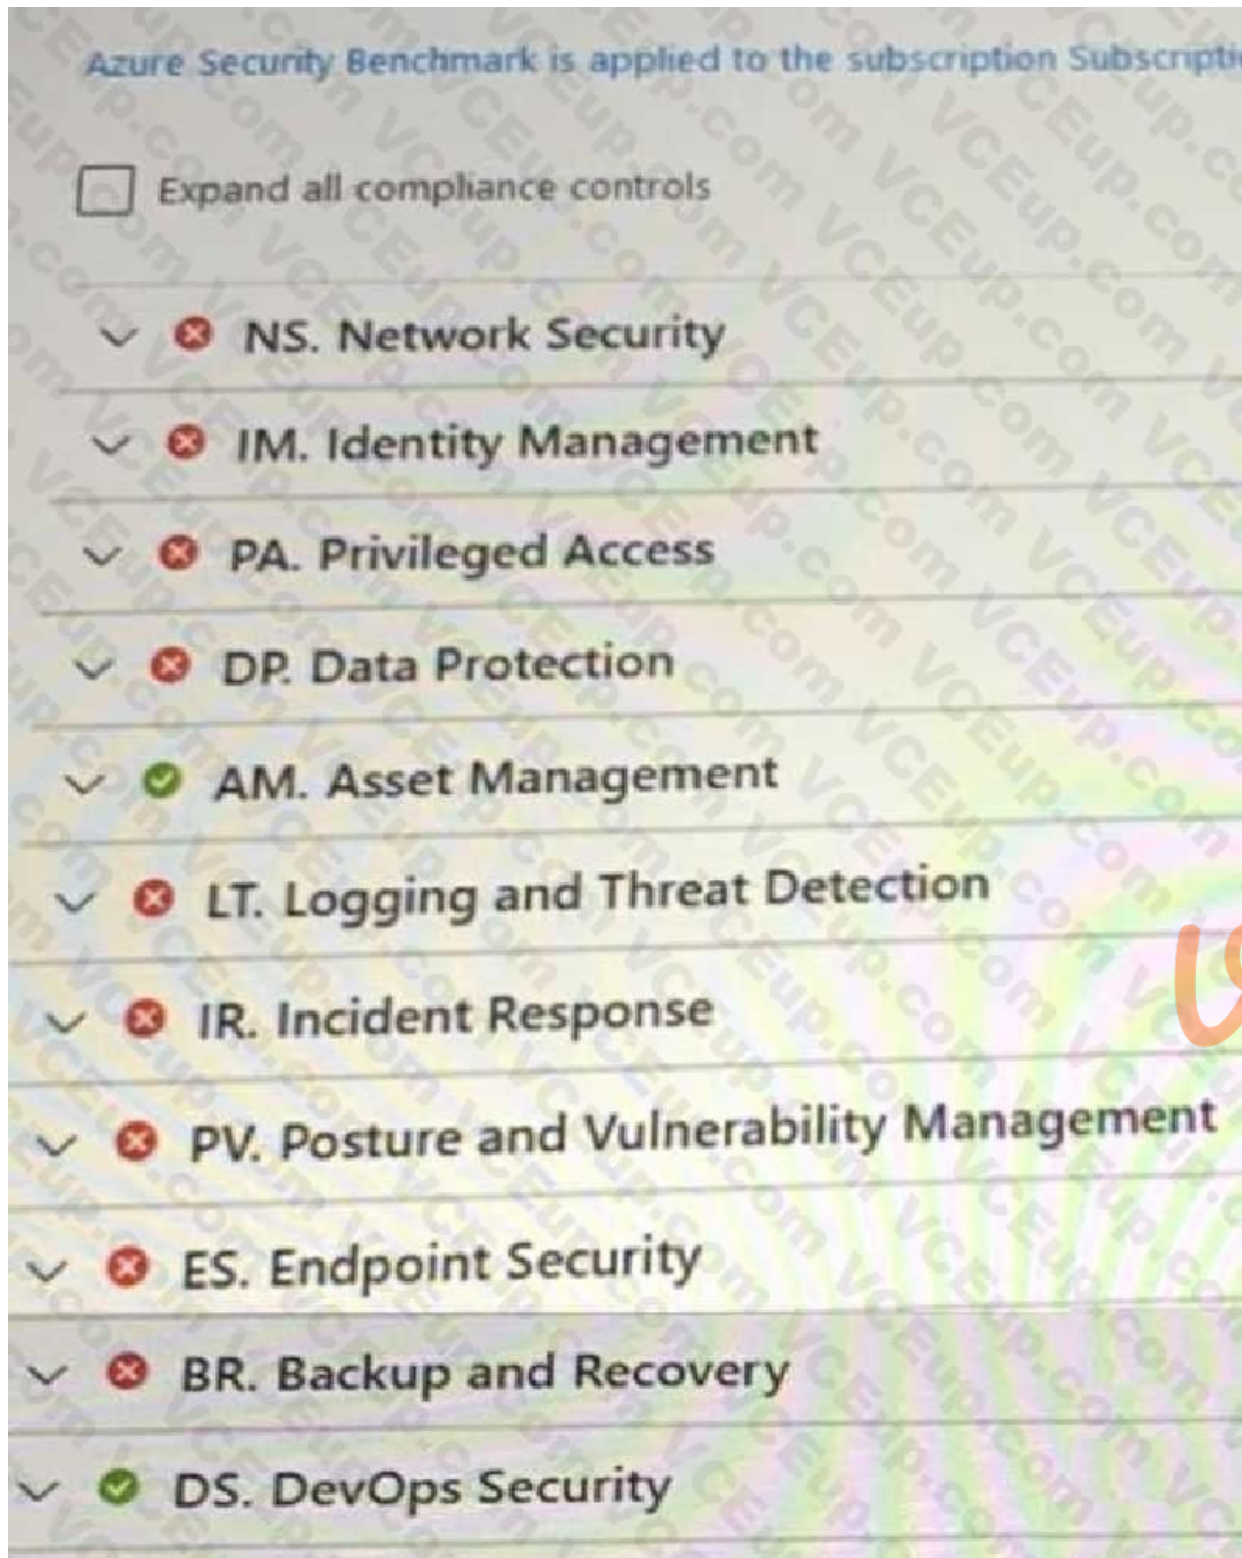 Azure Security Benchmark is applied to the subscription
Expand all compliance controls
NS. Network Security
IM. Identity Management
PA. Privileged Access
DP. Data Protection
AM. Asset Management
LT. Logging and Threat Detection
IR. Incident Response
PV. Posture and Vulnerability Management
ES. Endpoint Security
BR. Backup and Recovery
DS. DevOps Security
VCEup.com